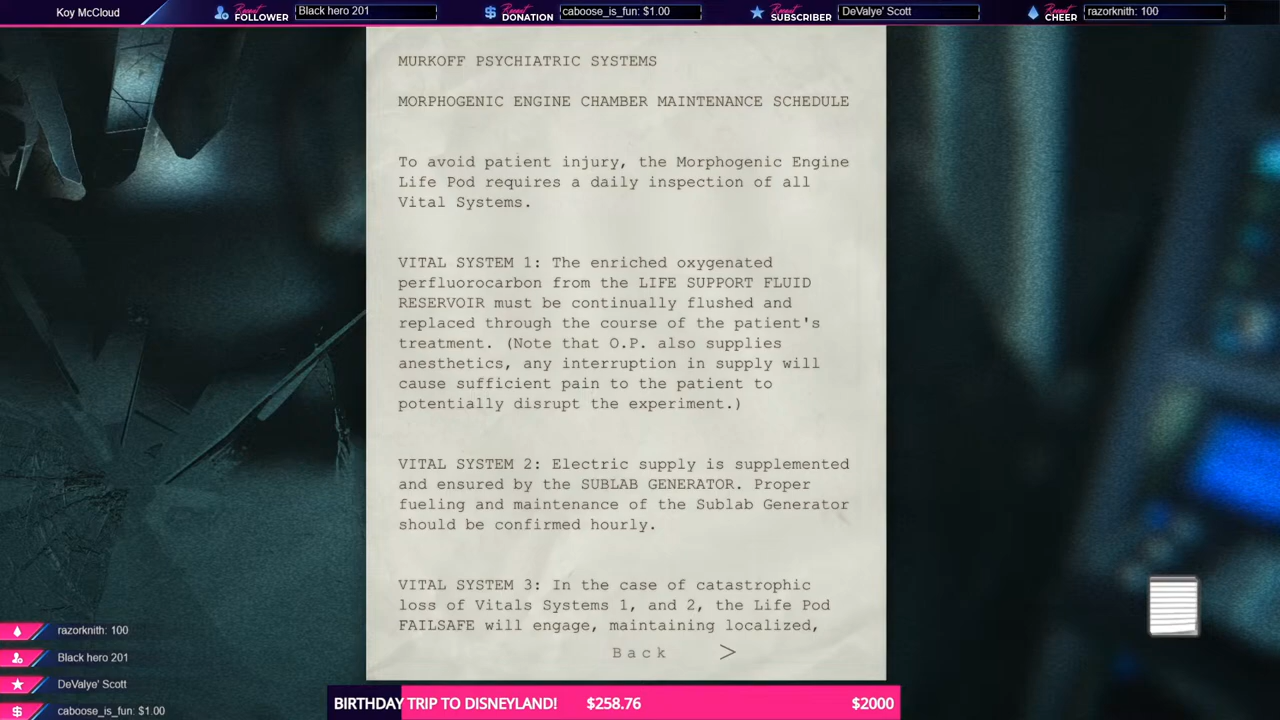 Koy McCloud
Recent FOLLOWER
Black hero 201
Recent DONATION
caboose_is_fun: $1.00
Recent SUBSCRIBER
DeValye' Scott
Recent CHEER
razorknith: 100
MURKOFF PSYCHIATRIC SYSTEMS
MORPHOGENIC ENGINE CHAMBER MAINTENANCE SCHEDULE
To avoid patient injury, the Morphogenic Engine
Life Pod requires a daily inspection of all
Vital Systems.
VITAL SYSTEM 1: The enriched oxygenated
perfluorocarbon from the LIFE SUPPORT FLUID
RESERVOIR must be continually flushed and
replaced through the course of the patient's
treatment. (Note that O.P. also supplies
anesthetics, any interruption in supply will
cause sufficient pain to the patient to
potentially disrupt the experiment.)
VITAL SYSTEM 2: Electric supply is supplemented
and ensured by the SUBLAB GENERATOR. Proper
fueling and maintenance of the Sublab Generator
should be confirmed hourly.
VITAL SYSTEM 3: In the case of catastrophic
loss of Vitals Systems 1, and 2, the Life Pod
FAILSAFE will engage, maintaining localized,
Back >
razorknith: 100
Black hero 201
DeValye' Scott
caboose_is_fun: $1.00
BIRTHDAY TRIP TO DISNEYLAND! $258.76 $2000